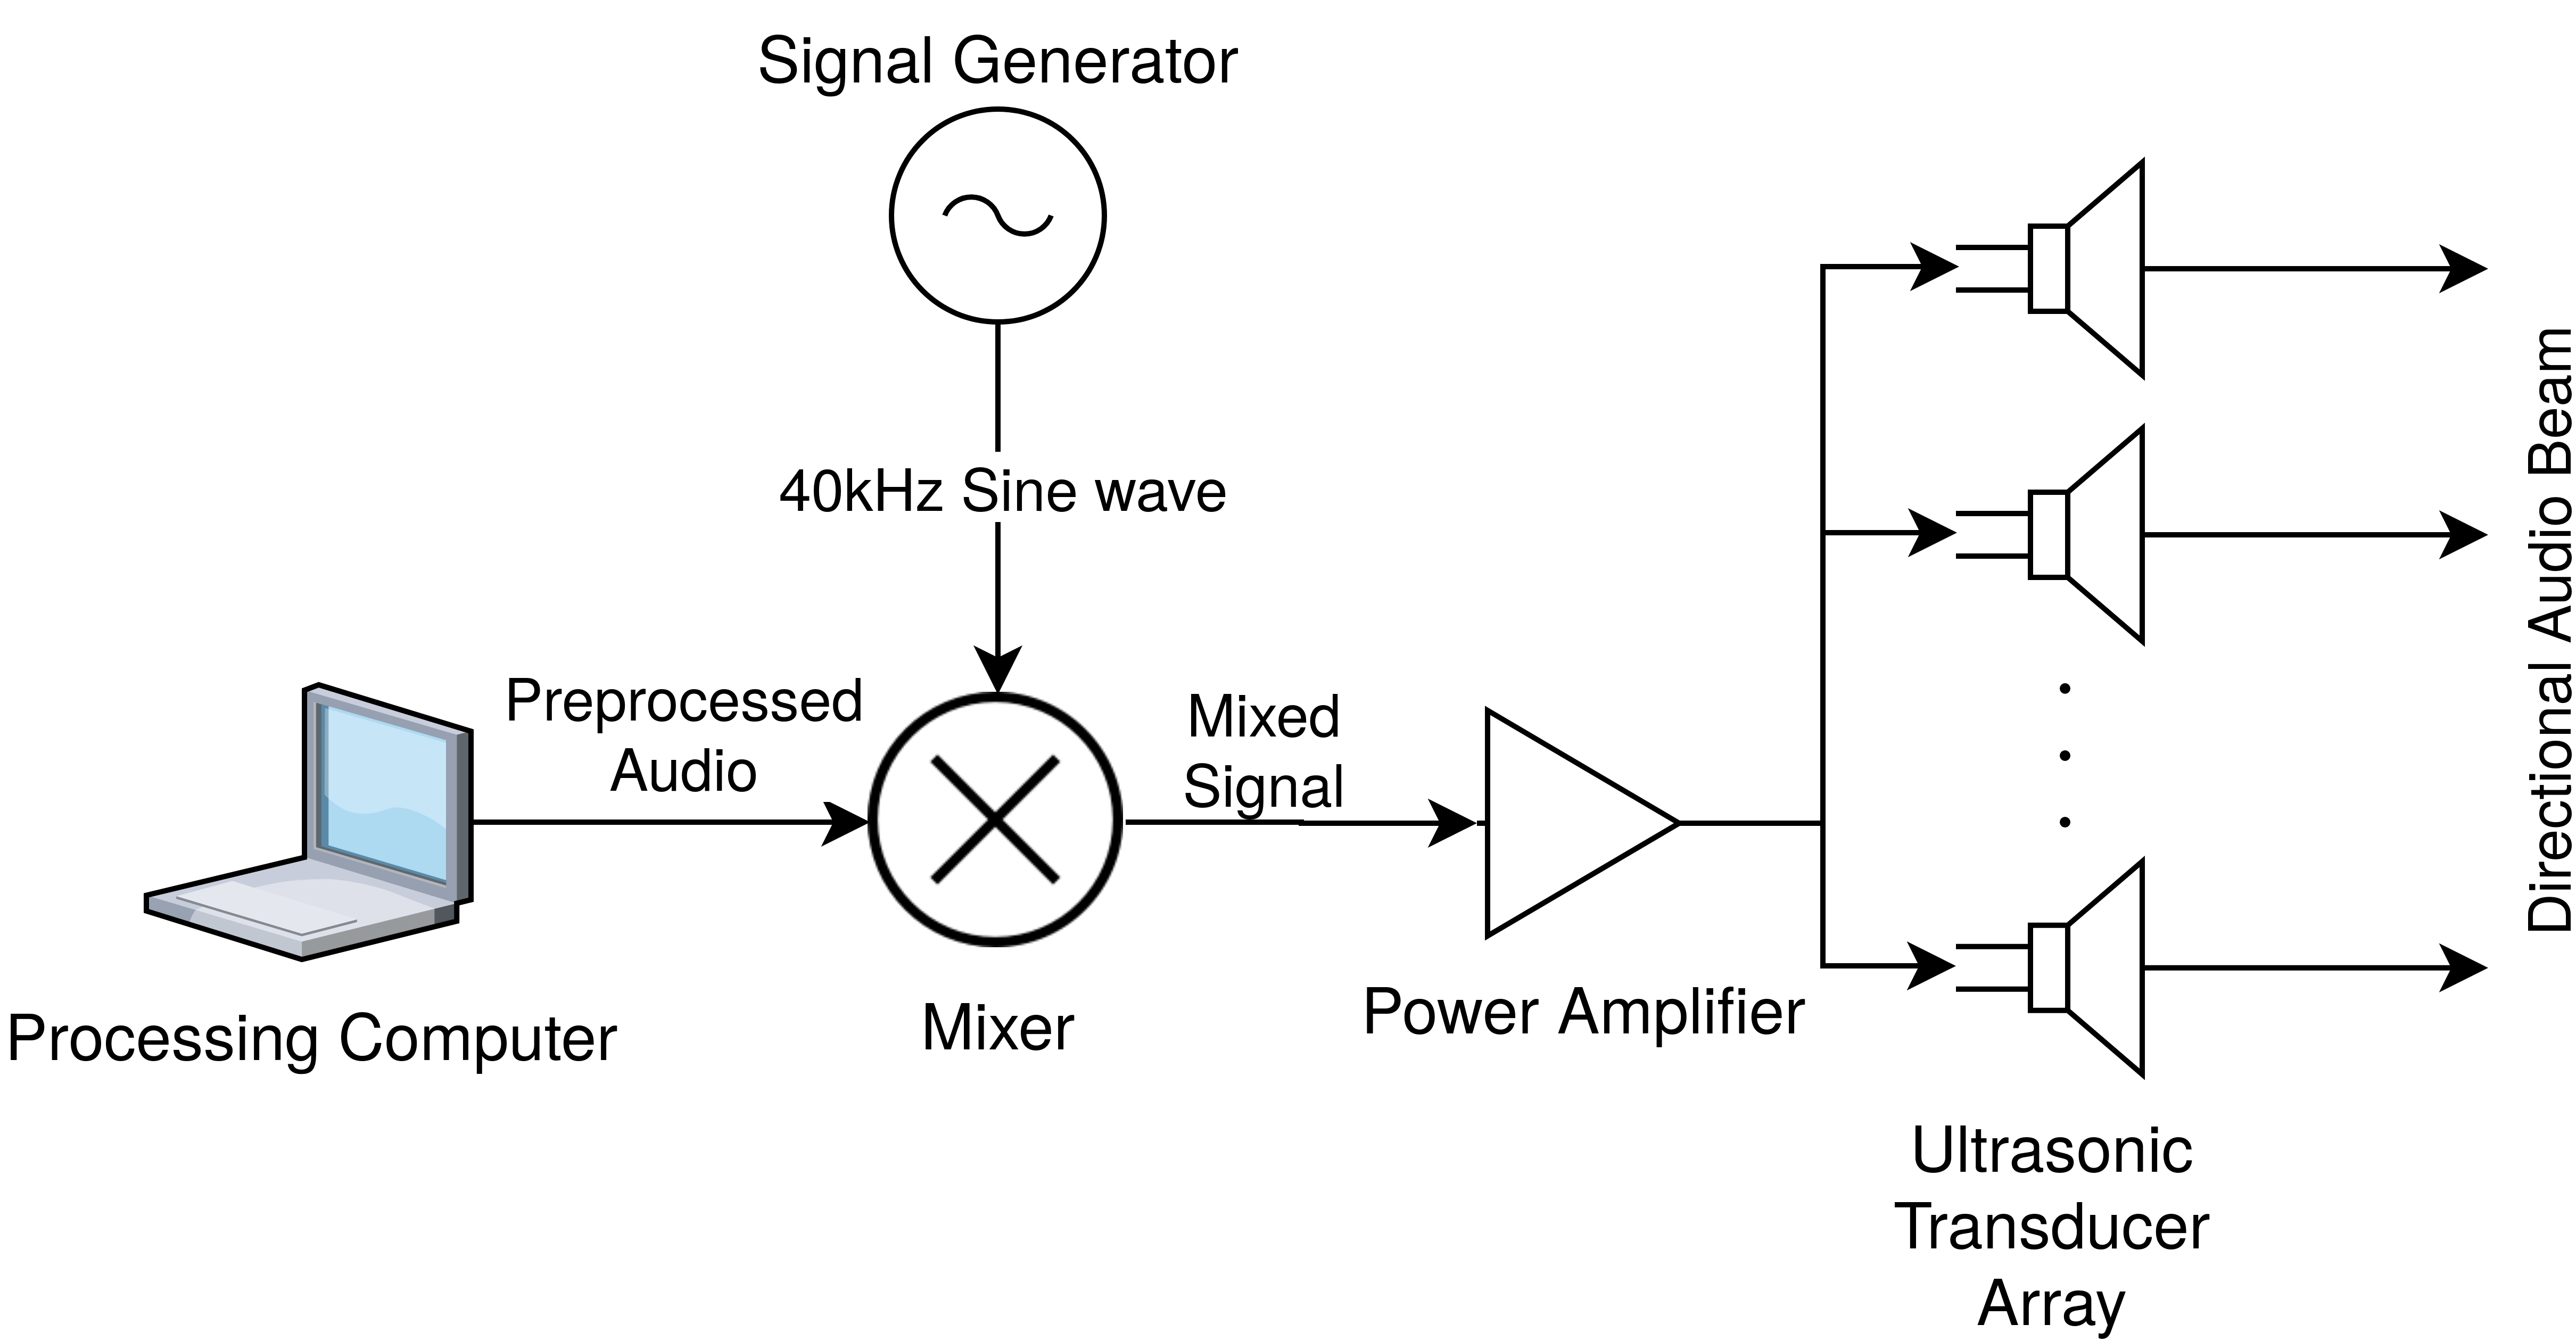 Signal Generator
40kHz Sine wave
Preprocessed
Audio
Mixed
Signal
Processing Computer
Mixer
Power Amplifier
Ultrasonic
Transducer
Array
Directional Audio Beam